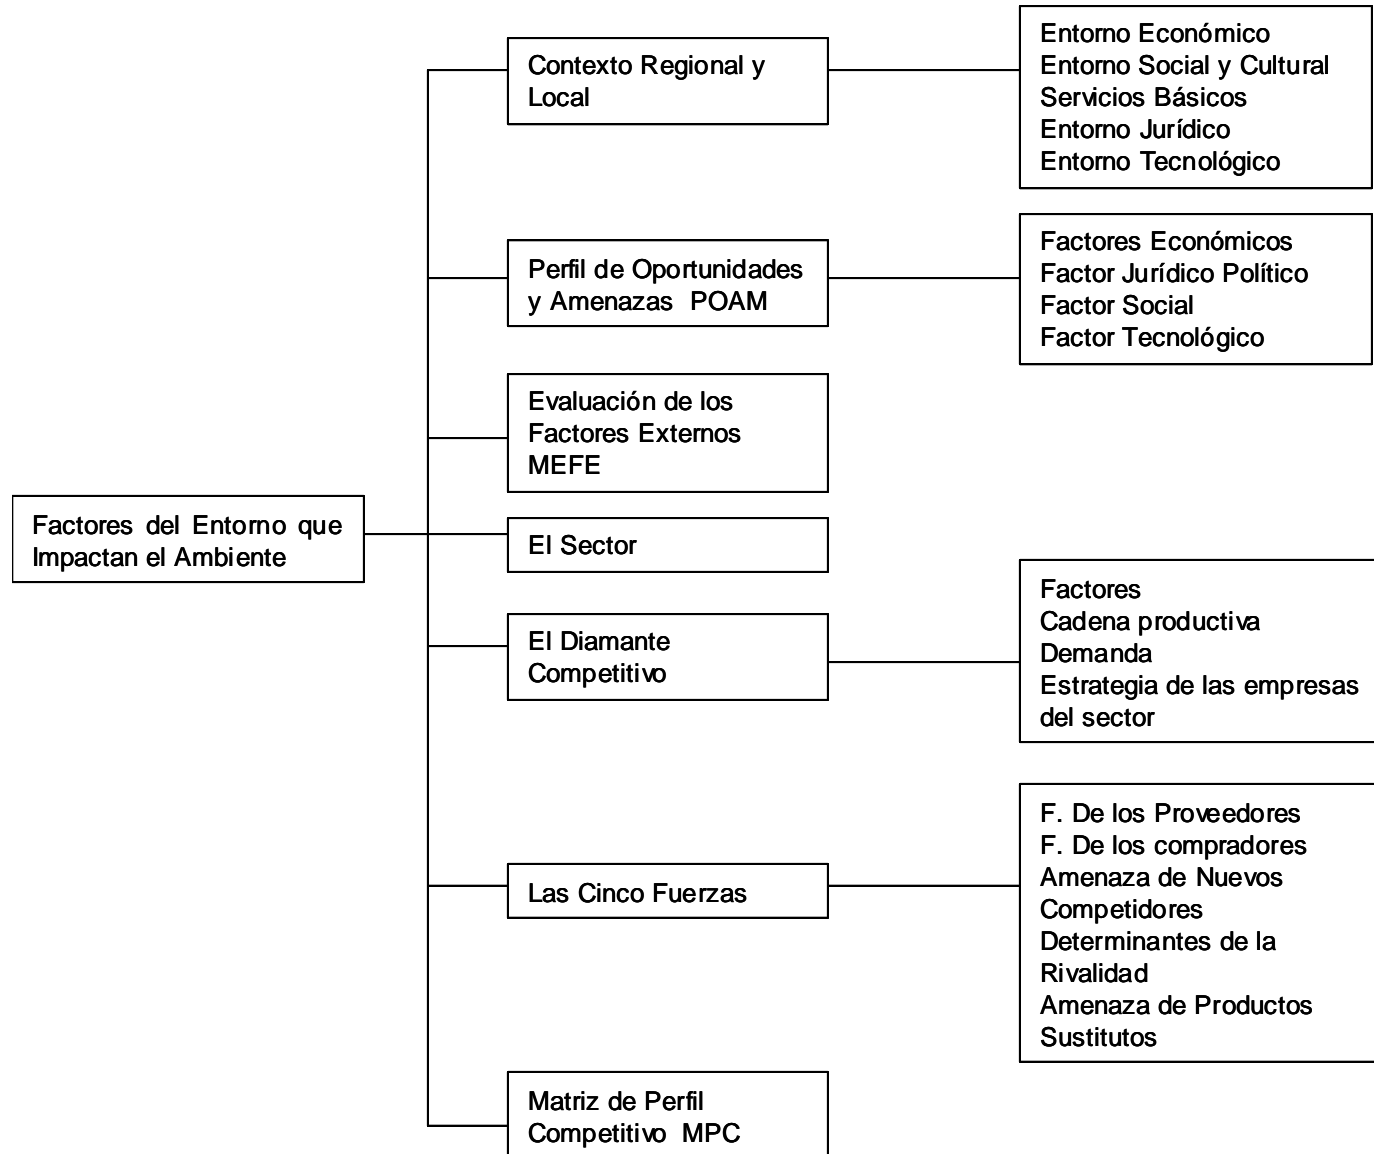 Factores del Entorno que
Impactan el Ambiente
Contexto Regional y
Local
Entorno Económico
Entorno Social y Cultural
Servicios Básicos
Entorno Jurídico
Entorno Tecnológico
Perfil de Oportunidades
y Amenazas POAM
Factores Económicos
Factor Jurídico Político
Factor Social
Factor Tecnológico
Evaluación de los
Factores Externos
MEFE
El Sector
El Diamante
Competitivo
Factores
Cadena productiva
Demanda
Estrategia de las empresas
del sector
Las Cinco Fuerzas
F. De los Proveedores
F. De los compradores
Amenaza de Nuevos
Competidores
Determinantes de la
Rivalidad
Amenaza de Productos
Sustitutos
Matriz de Perfil
Competitivo MPC